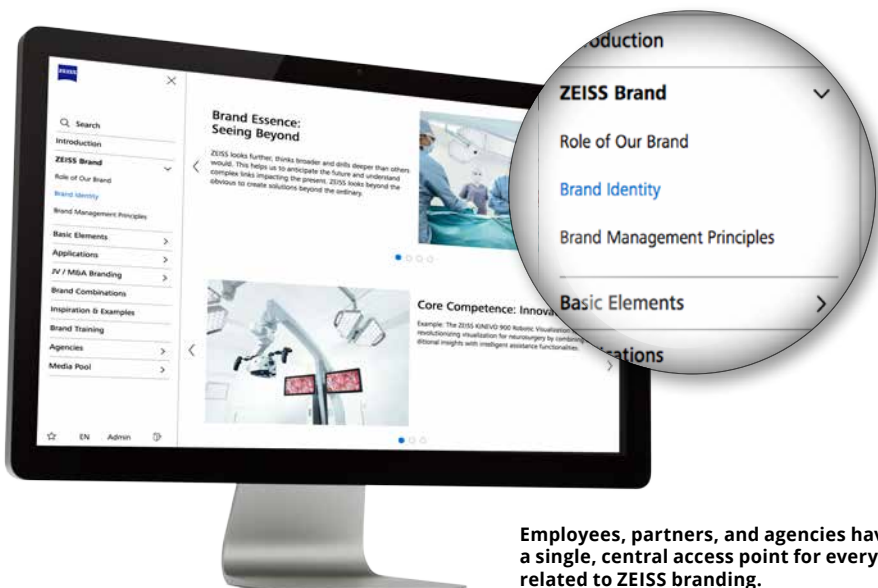 ZEISS
Search
Introduction
ZEISS Brand
Role of Our Brand
Brand Identity
Brand Management Principles
Basic Elements
Applications
JV / M&A Branding
Brand Combinations
Inspiration & Examples
Brand Training
Agencies
Media Pool
EN Admin
Brand Essence:
Seeing Beyond
ZEISS looks further, thinks broader and drills deeper than others
would. This helps us to anticipate the future and understand
complex links impacting the present. ZEISS looks beyond the
obvious to create solutions beyond the ordinary.
Core Competence: Innova
Example: The ZEISS KINEVO 900 Robotic Visualization
revolutionizing visualization for neurosurgery by combining
ditional insights with intelligent assistance functionalities.
oduction
ZEISS Brand
Role of Our Brand
Brand Identity
Brand Management Principles
Basic Elements
ations
Employees, partners, and agencies hav
a single, central access point for every
related to ZEISS branding.